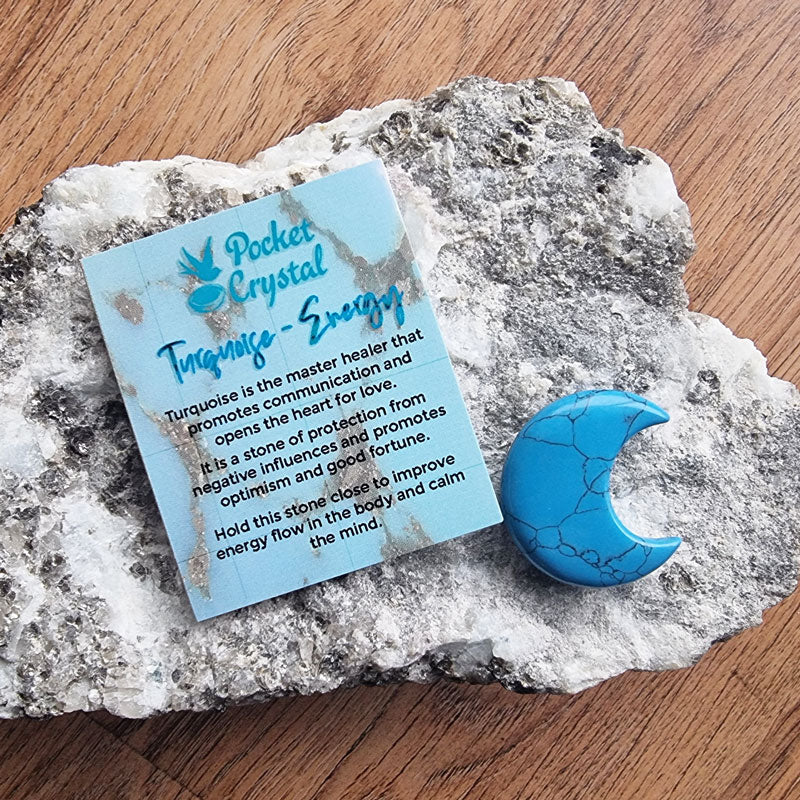 Pocket
Crystal
Turquoise - Energy
Turquoise is the master healer that
promotes communication and
opens the heart for love.
It is a stone of protection from
negative influences and promotes
optimism and good fortune.
Hold this stone close to improve
energy flow in the body and calm
the mind.